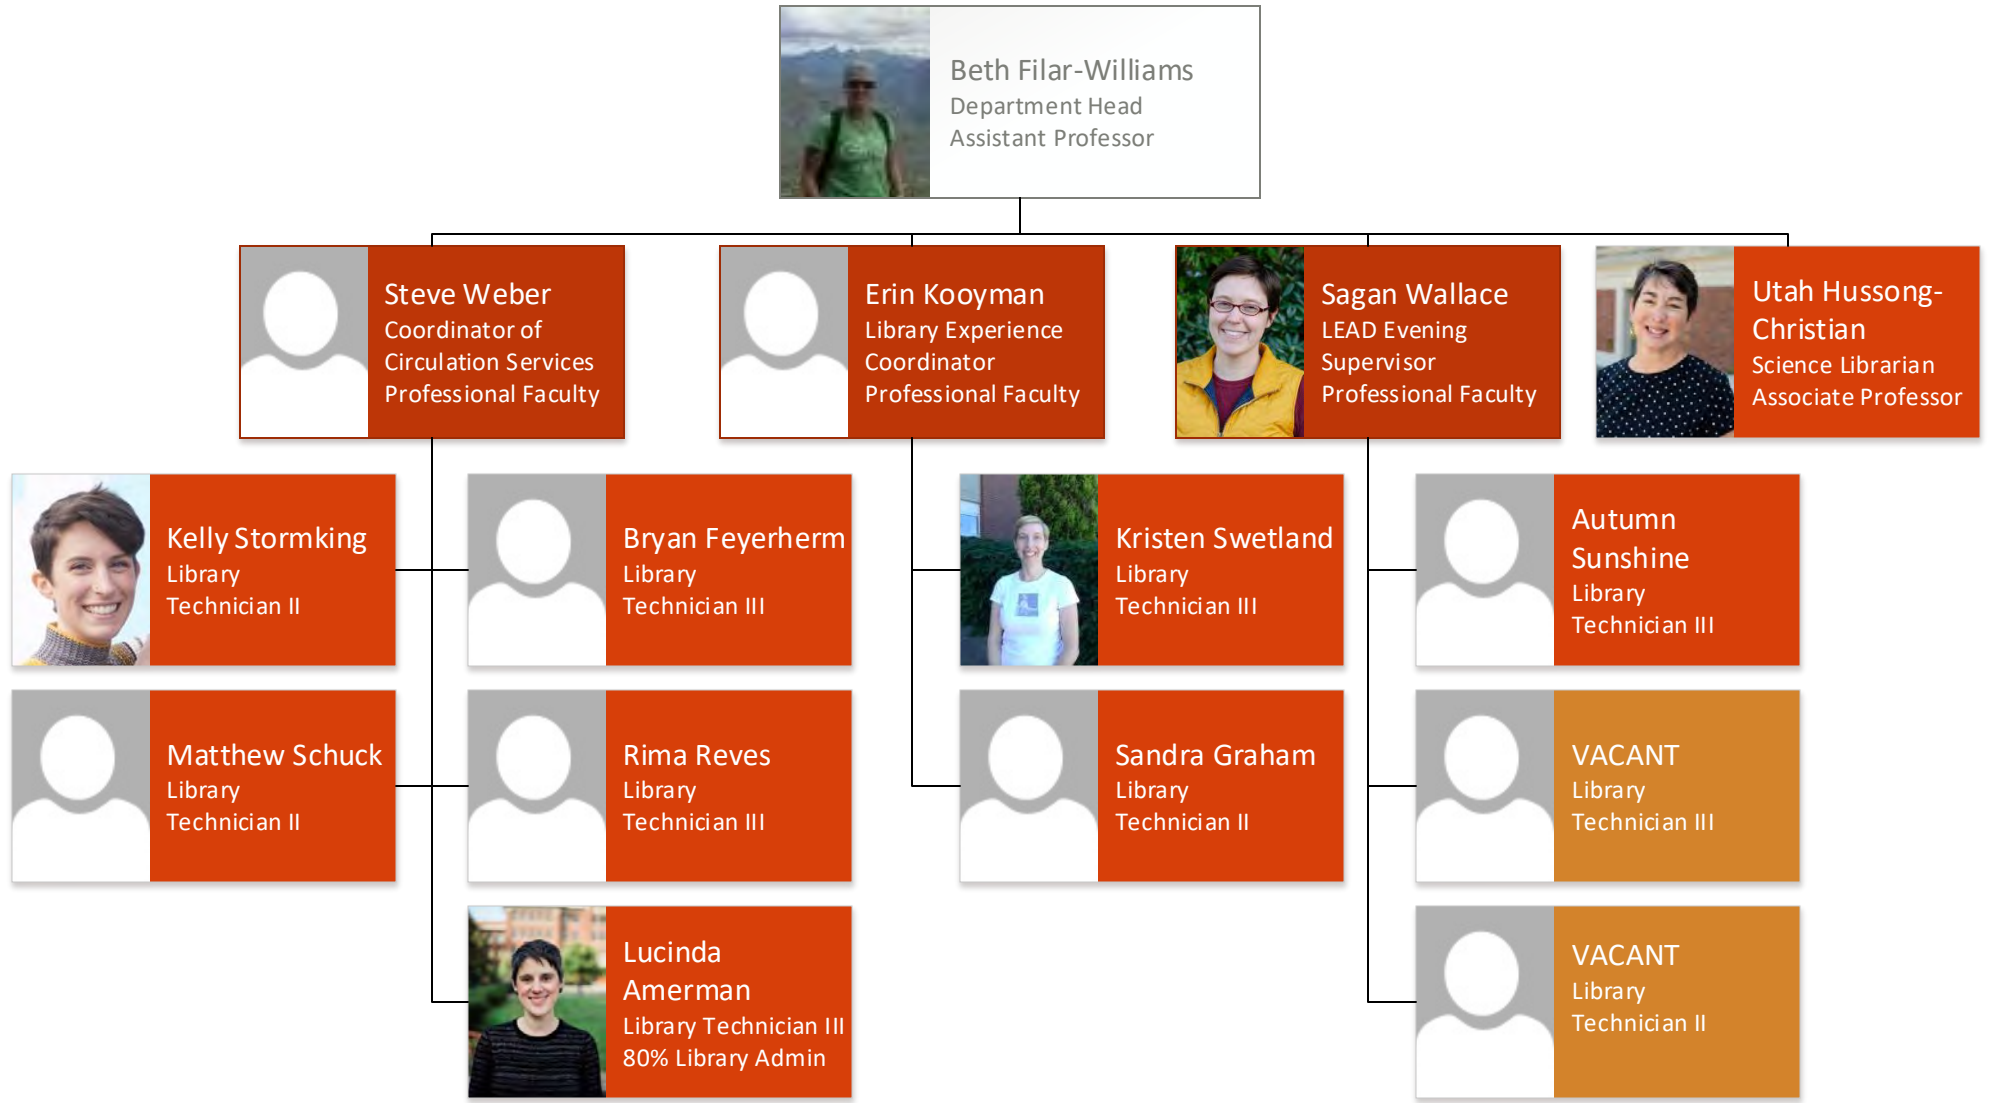 Beth Filar-Williams
Department Head
Assistant Professor
Steve Weber
Coordinator of
Circulation Services
Professional Faculty
Erin Kooyman
Library Experience
Coordinator
Professional Faculty
Sagan Wallace
LEAD Evening
Supervisor
Professional Faculty
Utah Hussong-
Christian
Science Librarian
Associate Professor
Kelly Stormking
Library
Technician II
Bryan Feyerherm
Library
Technician III
Kristen Swetland
Library
Technician III
Autumn
Sunshine
Library
Technician III
Matthew Schuck
Library
Technician II
Rima Reves
Library
Technician III
Sandra Graham
Library
Technician II
VACANT
Library
Technician III
Lucinda
Amerman
Library Technician III
80% Library Admin
VACANT
Library
Technician II